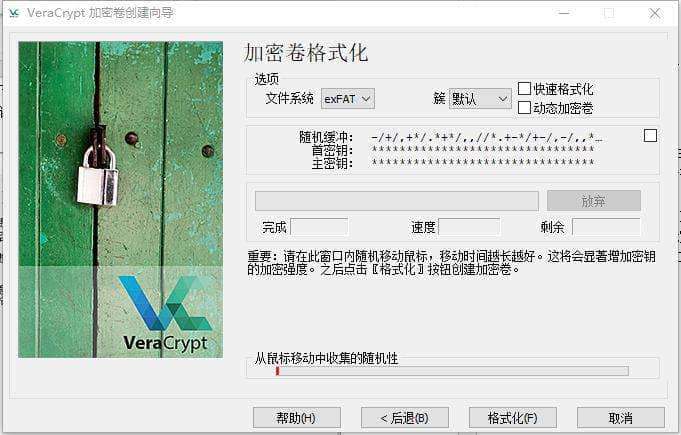 VeraCrypt 加密卷创建向导
加密卷格式化
选项
文件系统 exFAT 簇 默认 快速格式化
动态加密卷
随机缓冲: -/+/,+*/.*+*/,,//*.+-*/+-/,-/,,*…
首密钥: ********************************
主密钥: ********************************
放弃
完成 速度 剩余
重要：请在此窗口内随机移动鼠标，移动时间越长越好。这将会显著增加密钥
的加密强度。之后点击〖格式化〗按钮创建加密卷。
VeraCrypt
从鼠标移动中收集的随机性
帮助(H) < 后退(B) 格式化(F) 取消